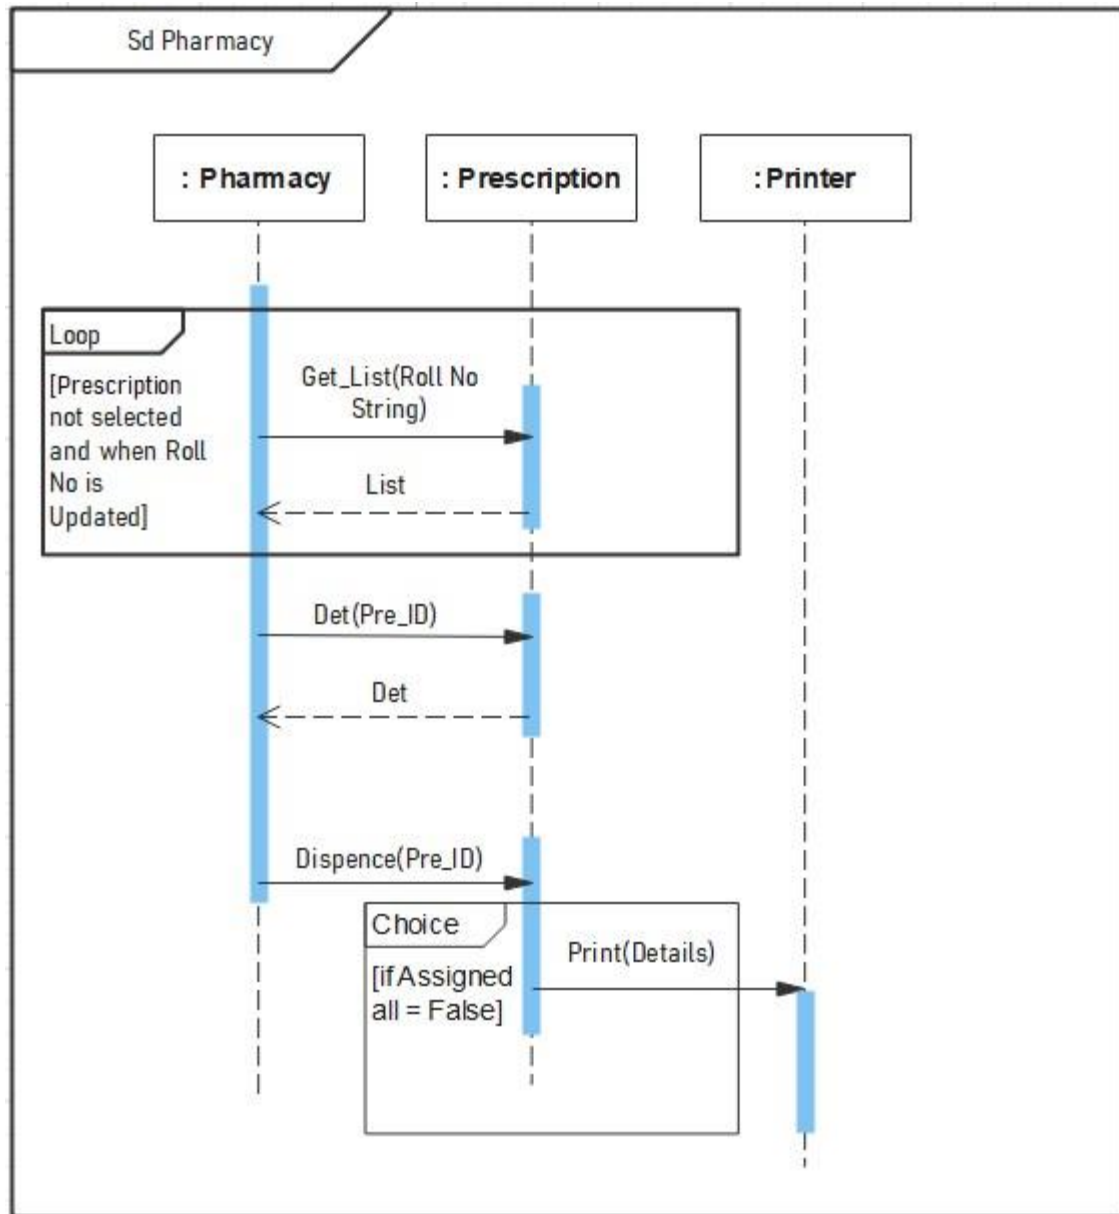 Sd Pharmacy
: Pharmacy
: Prescription
: Printer
Loop
[Prescription
not selected
and when Roll
No is
Updated]
Get_List(Roll No
String)
List
Det(Pre_ID)
Det
Dispence(Pre_ID)
Choice
[if Assigned
all = False]
Print(Details)